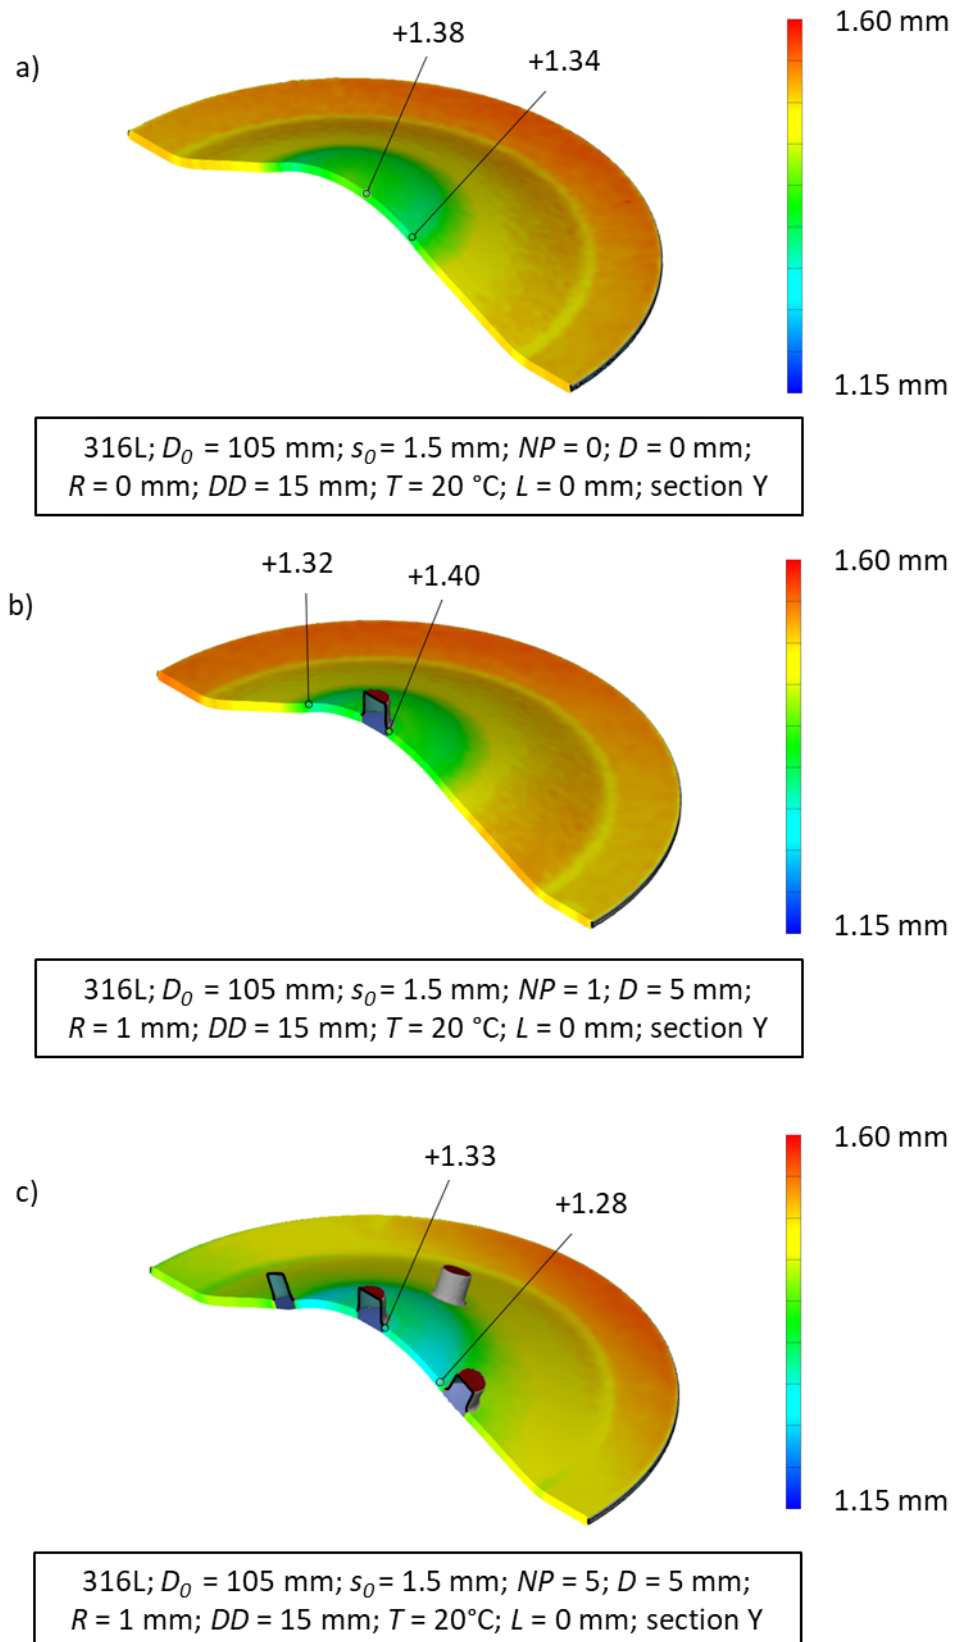 a)
+1.38
+1.34
1.60 mm
1.15 mm
316L; D₀ = 105 mm; s₀ = 1.5 mm; NP = 0; D = 0 mm;
R = 0 mm; DD = 15 mm; T = 20 °C; L = 0 mm; section Y
b)
+1.32
+1.40
1.60 mm
1.15 mm
316L; D₀ = 105 mm; s₀ = 1.5 mm; NP = 1; D = 5 mm;
R = 1 mm; DD = 15 mm; T = 20 °C; L = 0 mm; section Y
c)
+1.33
+1.28
1.60 mm
1.15 mm
316L; D₀ = 105 mm; s₀ = 1.5 mm; NP = 5; D = 5 mm;
R = 1 mm; DD = 15 mm; T = 20°C; L = 0 mm; section Y